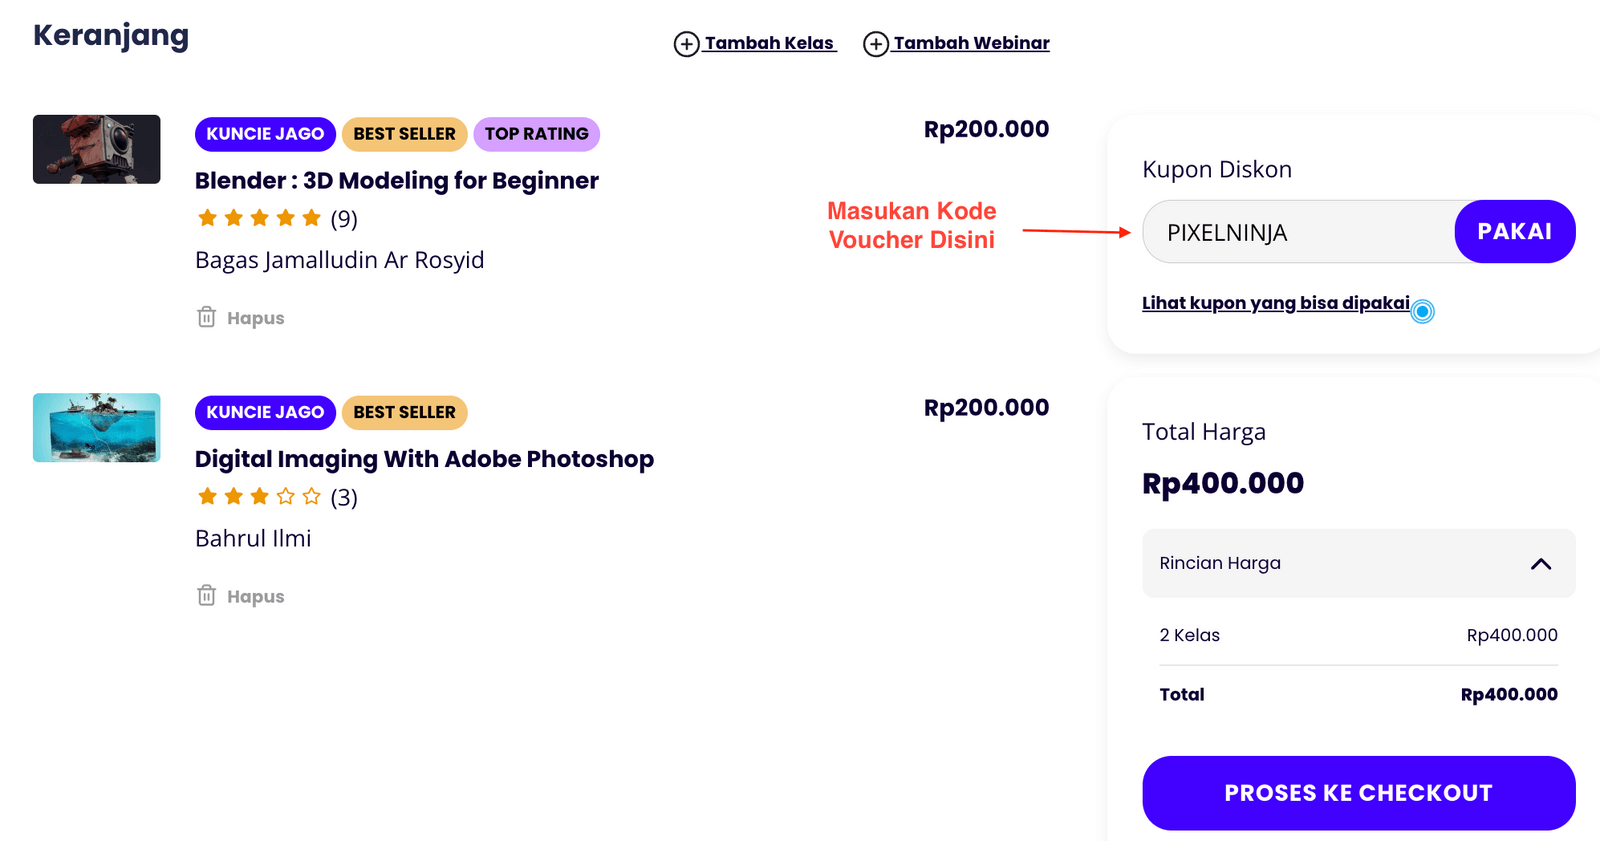 Keranjang
Tambah Kelas
Tambah Webinar
KUNCIE JAGO
BEST SELLER
TOP RATING
Rp200.000
Blender : 3D Modeling for Beginner
(9)
Bagas Jamalludin Ar Rosyid
Hapus
Masukan Kode
Voucher Disini
KUNCIE JAGO
BEST SELLER
Rp200.000
Digital Imaging With Adobe Photoshop
(3)
Bahrul Ilmi
Hapus
Kupon Diskon
PIXELNINJA
PAKAI
Lihat kupon yang bisa dipakai
Total Harga
Rp400.000
Rincian Harga
2 Kelas Rp400.000
Total Rp400.000
PROSES KE CHECKOUT